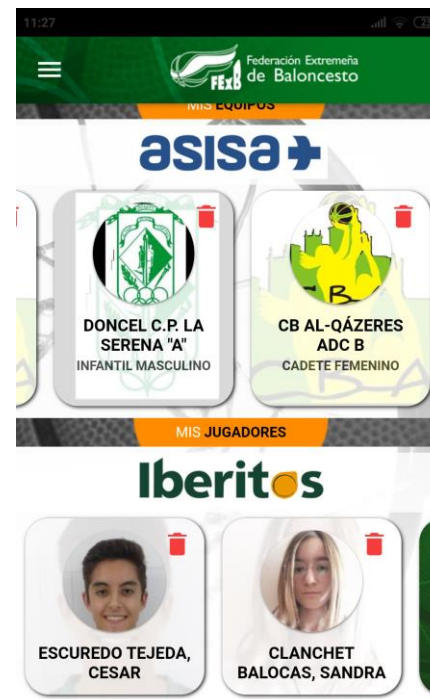 11:27
FExB
Federación Extremeña
de Baloncesto
MIS EQUIPOS
asisa
DONCEL C.P. LA
SERENA "A"
INFANTIL MASCULINO
CB AL-QÁZERES
ADC B
CADETE FEMENINO
MIS JUGADORES
Iberitos
ESCUREDO TEJEDA,
CESAR
CLANCHET
BALOCAS, SANDRA